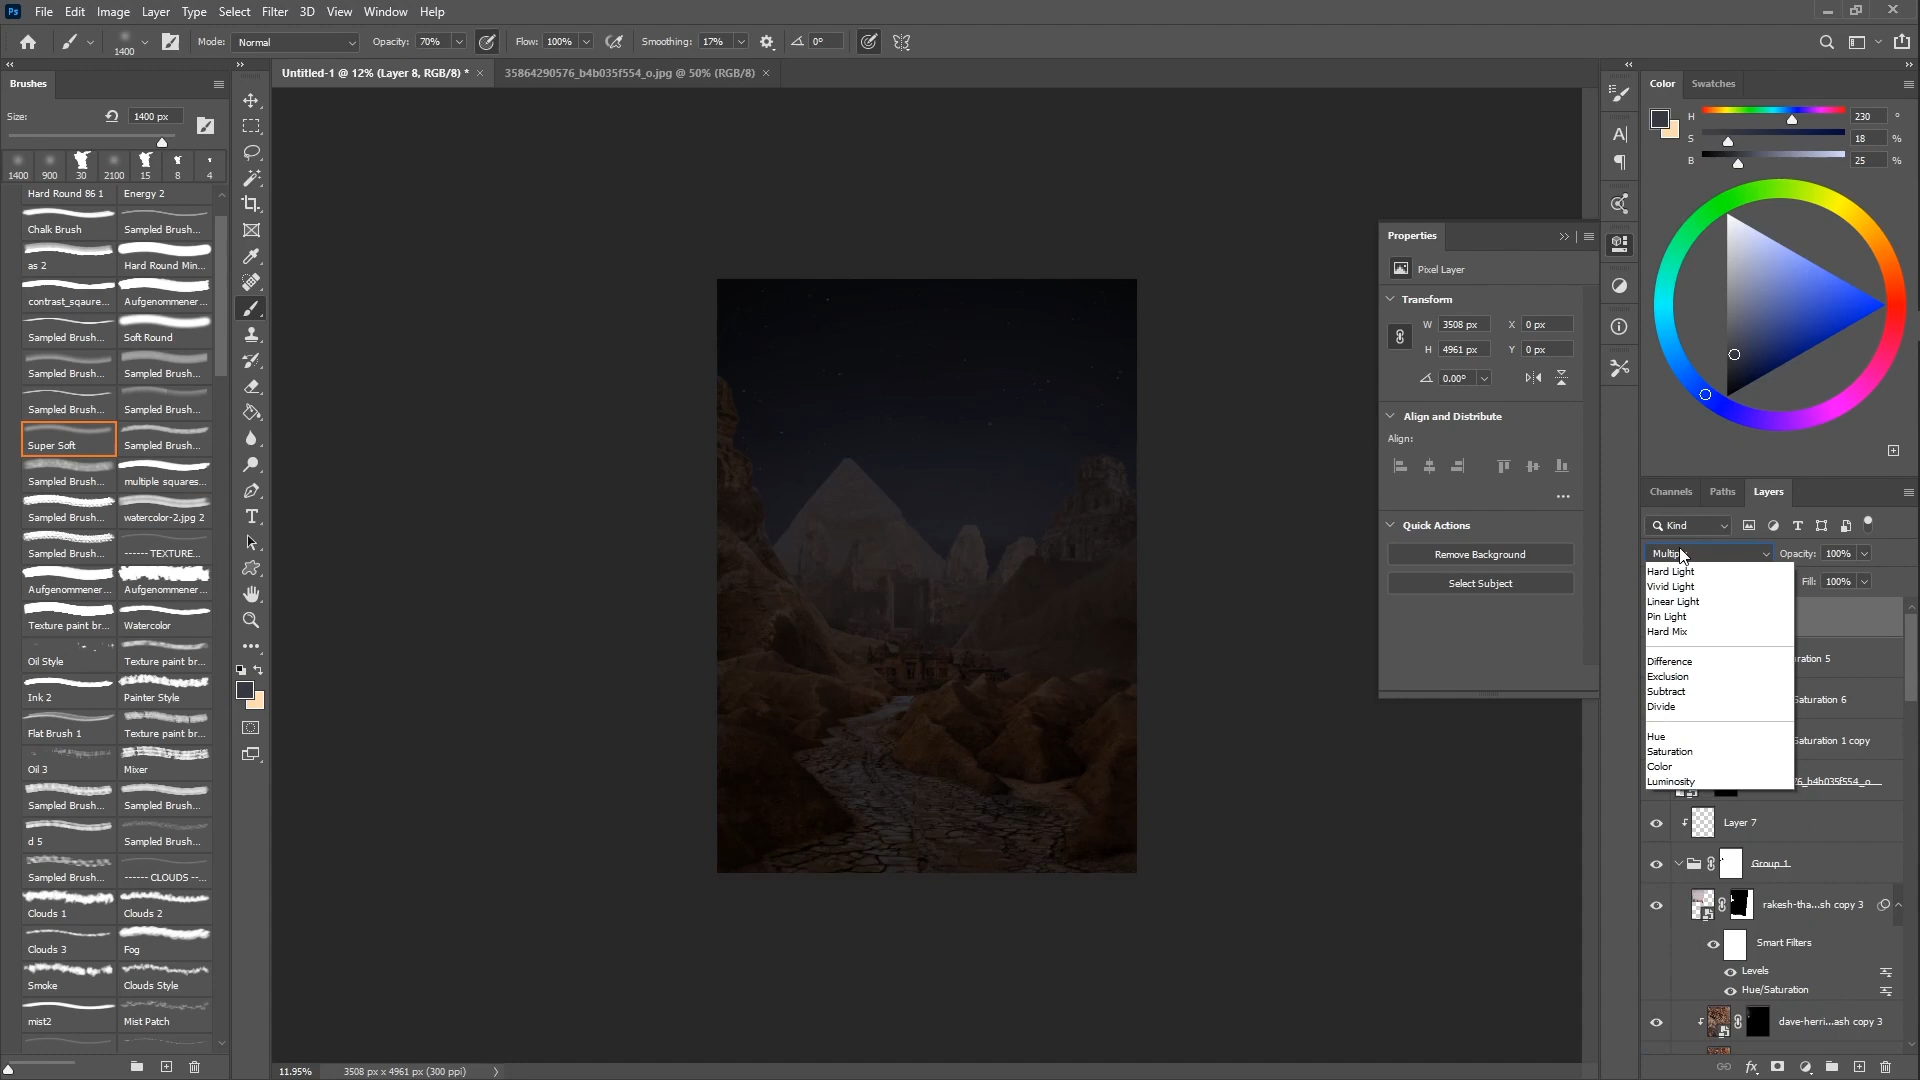 Ps File Edit Image Layer Type Select Filter 3D View Window Help
1400 Mode: Normal Opacity: 70% Flow: 100% Smoothing: 17% 0°
Untitled-1 @ 12% (Layer 8, RGB/8) * × 35864290576_b4b035f554_o.jpg @ 50% (RGB/8) ×
Brushes
Size: 1400 px
1400 900 30 2100 15 8 4
Hard Round 86 1 Energy 2
Chalk Brush Sampled Brush...
as 2 Hard Round Min...
contrast_sqaure... Aufgenommener...
Sampled Brush... Soft Round
Sampled Brush... Sampled Brush...
Sampled Brush... Sampled Brush...
Super Soft Sampled Brush...
Sampled Brush... multiple squares...
Sampled Brush... watercolor-2.jpg 2
Sampled Brush... ------ TEXTURE...
Aufgenommener... Aufgenommener...
Texture paint br... Watercolor
Oil Style Texture paint br...
Ink 2 Painter Style
Flat Brush 1 Texture paint br...
Oil 3 Mixer
Sampled Brush... Sampled Brush...
d 5 Sampled Brush...
Sampled Brush... ------ CLOUDS --...
Clouds 1 Clouds 2
Clouds 3 Fog
Smoke Clouds Style
mist2 Mist Patch
11.95% 3508 px x 4961 px (300 ppi)
Properties
Pixel Layer
Transform
W 3508 px X 0 px
H 4961 px Y 0 px
0.00°
Align and Distribute
Align:
Quick Actions
Remove Background
Select Subject
Color Swatches
H 230 °
S 18 %
B 25 %
Channels Paths Layers
Kind
Multip Opacity: 100%
Fill: 100%
Hard Light
Vivid Light
Linear Light
Pin Light
Hard Mix
Difference
Exclusion
Subtract
Divide
Hue
Saturation
Color
Luminosity
uration 5
Saturation 6
Saturation 1 copy
76_b4b035f554_o
Layer 7
Group 1
rakesh-tha...sh copy 3
Smart Filters
Levels
Hue/Saturation
dave-herri...ash copy 3